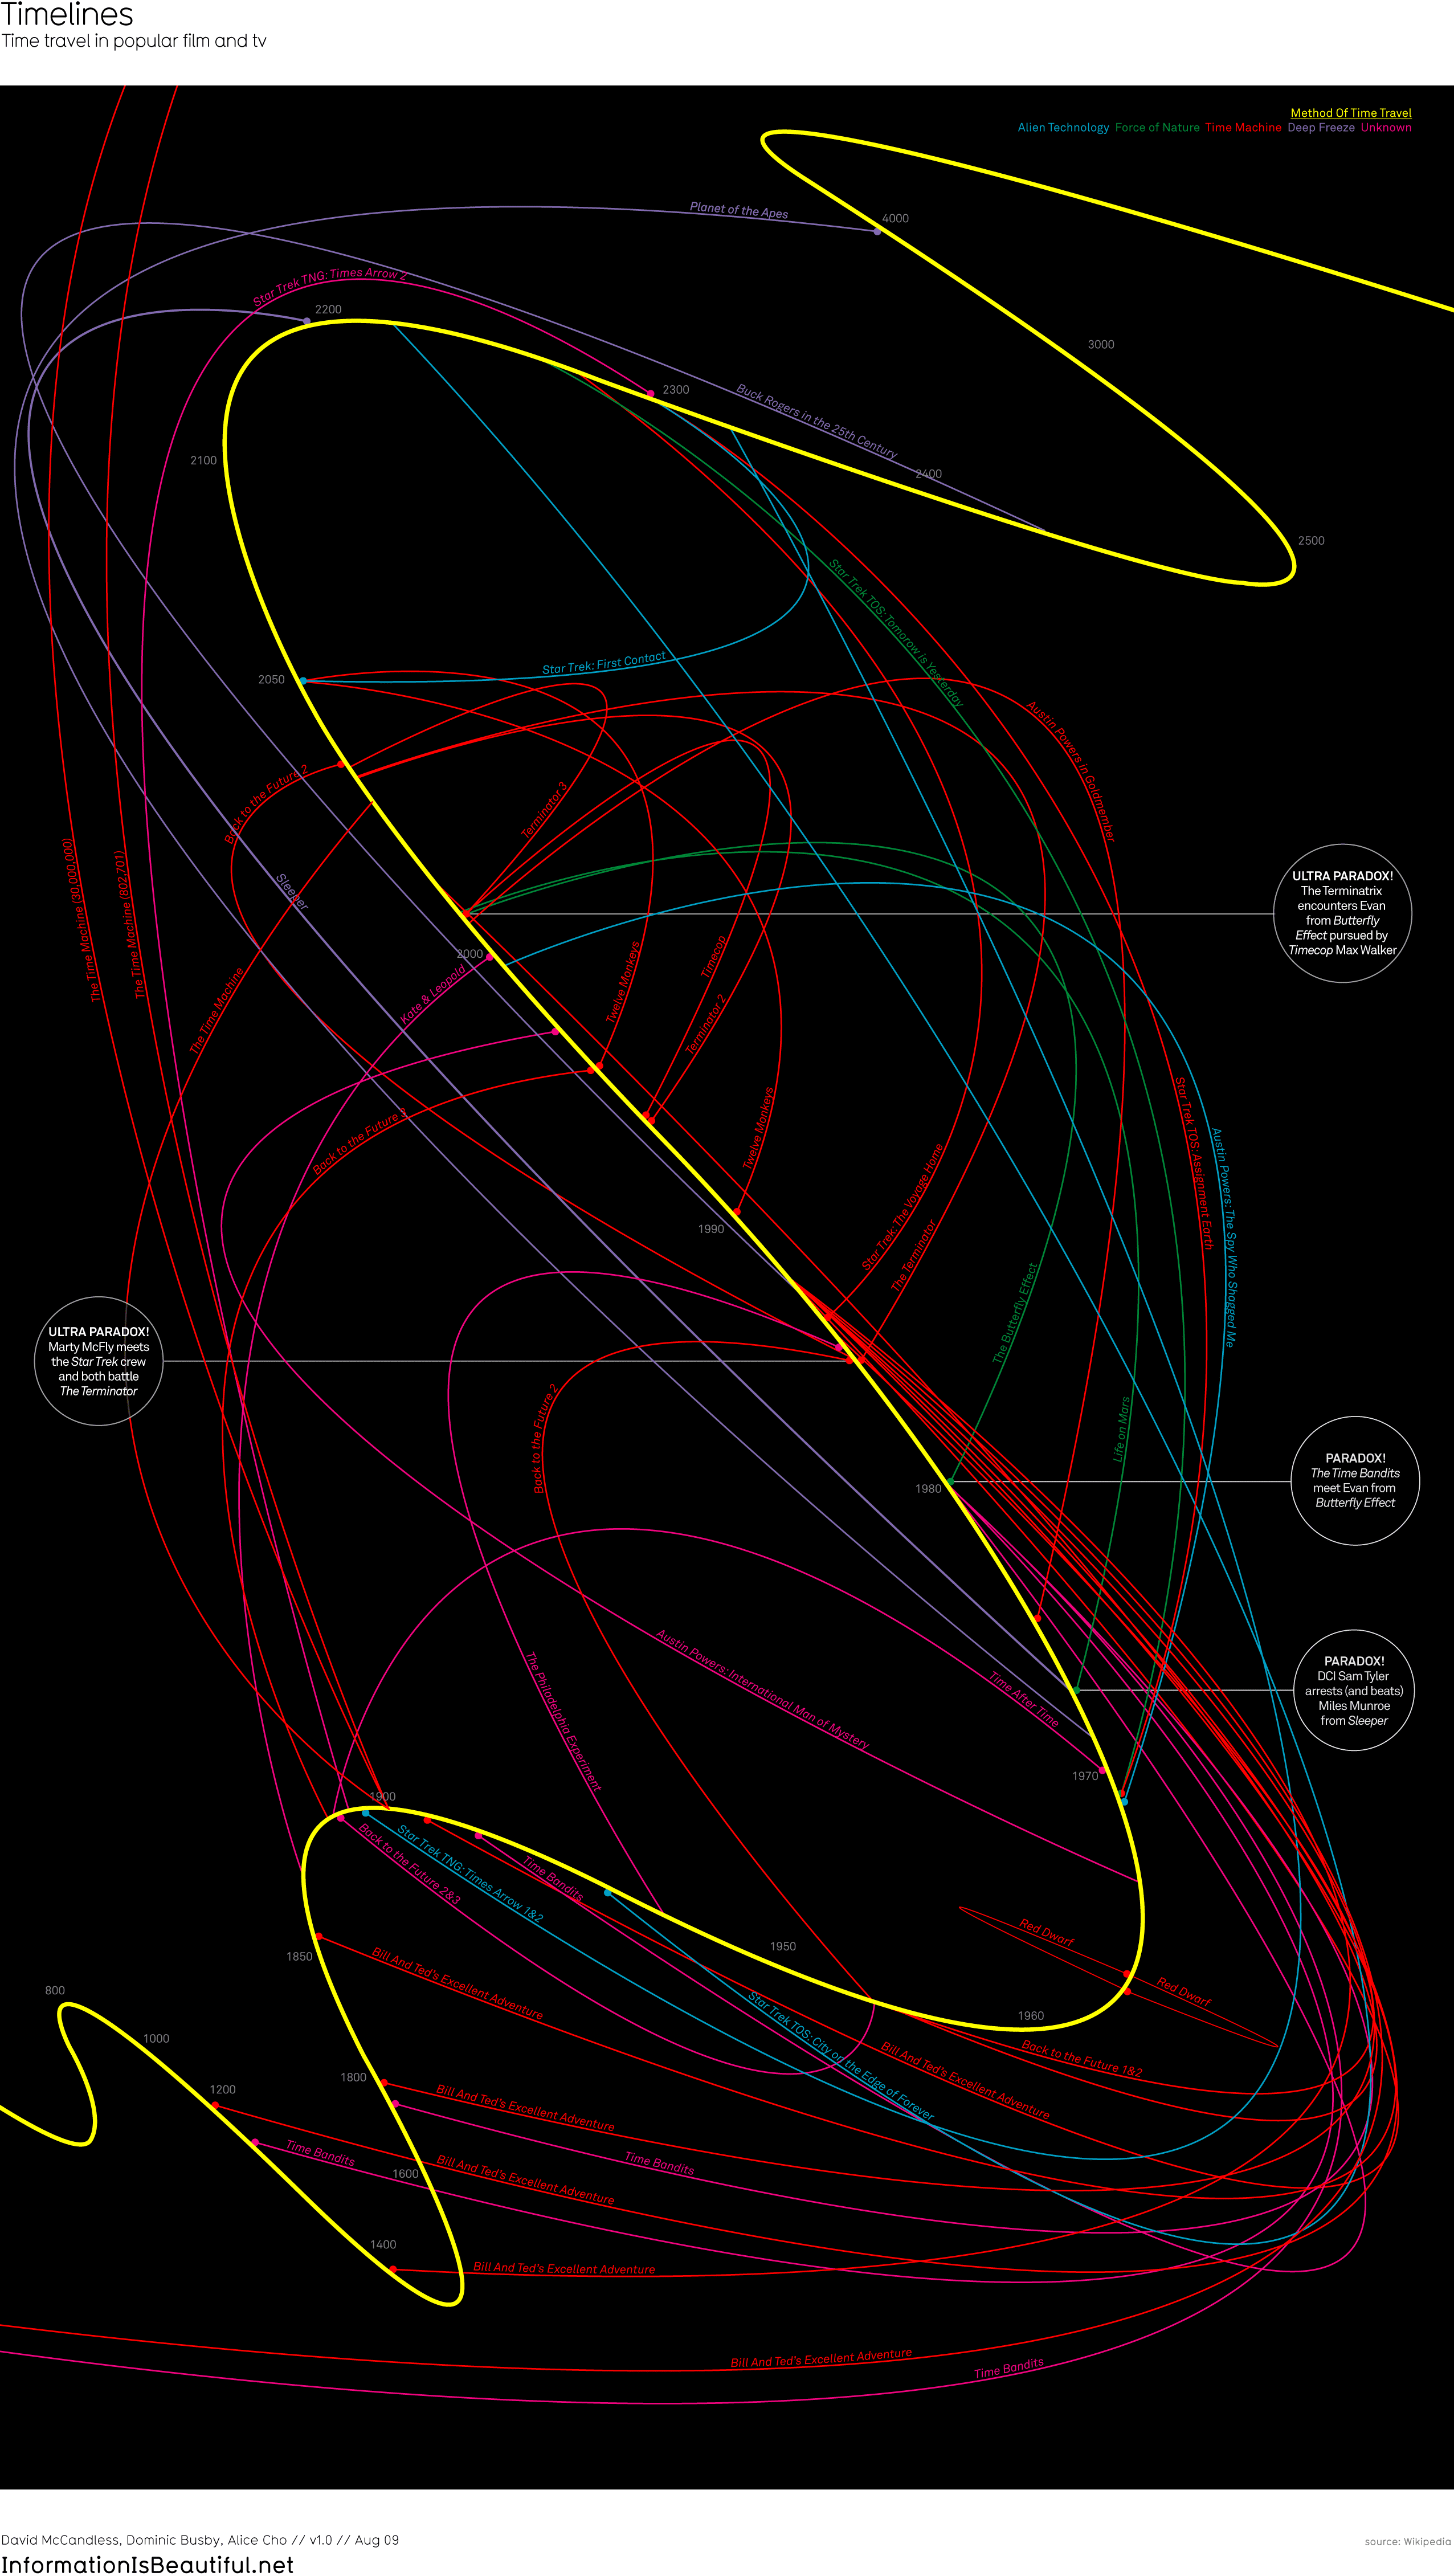 Timelines
Time travel in popular film and tv
Method Of Time Travel
Alien Technology Force of Nature Time Machine Deep Freeze Unknown
Planet of the Apes
4000
Star Trek TNG: Times Arrow 2
2200
3000
2300
Buck Rogers in the 25th Century
2100
2400
2500
Star Trek TOS: Tomorow is Yesterday
Star Trek: First Contact
2050
Austin Powers in Goldmember
Back to the Future 2
Terminator 3
The Time Machine (30,000,000)
The Time Machine (802,701)
Sleeper
ULTRA PARADOX!
The Terminatrix
encounters Evan
from Butterfly
Effect pursued by
Timecop Max Walker
2000
Kate & Leopold
Twelve Monkeys
Timecop
The Time Machine
Terminator 2
Back to the Future 3
Twelve Monkeys
Star Trek TOS: Assignment Earth
Austin Powers: The Spy Who Shagged Me
1990
Star Trek: The Voyage Home
The Terminator
The Butterfly Effect
ULTRA PARADOX!
Marty McFly meets
the Star Trek crew
and both battle
The Terminator
Back to the Future 2
Life on Mars
1980
PARADOX!
The Time Bandits
meet Evan from
Butterfly Effect
The Philadelphia Experiment
Austin Powers: International Man of Mystery
Time After Time
PARADOX!
DCI Sam Tyler
arrests (and beats)
Miles Munroe
from Sleeper
1970
1900
Back to the Future 2&3
Star Trek TNG: Times Arrow 1&2
Time Bandits
Red Dwarf
Red Dwarf
1950
1850
Bill And Ted's Excellent Adventure
800
Star Trek TOS: City on the Edge of Forever
1960
1000
Back to the Future 1&2
Bill And Ted's Excellent Adventure
1800
1200
Bill And Ted's Excellent Adventure
Time Bandits
Time Bandits
1600
Bill And Ted's Excellent Adventure
1400
Bill And Ted's Excellent Adventure
Bill And Ted's Excellent Adventure
Time Bandits
David McCandless, Dominic Busby, Alice Cho // v1.0 // Aug 09
source: Wikipedia
InformationIsBeautiful.net